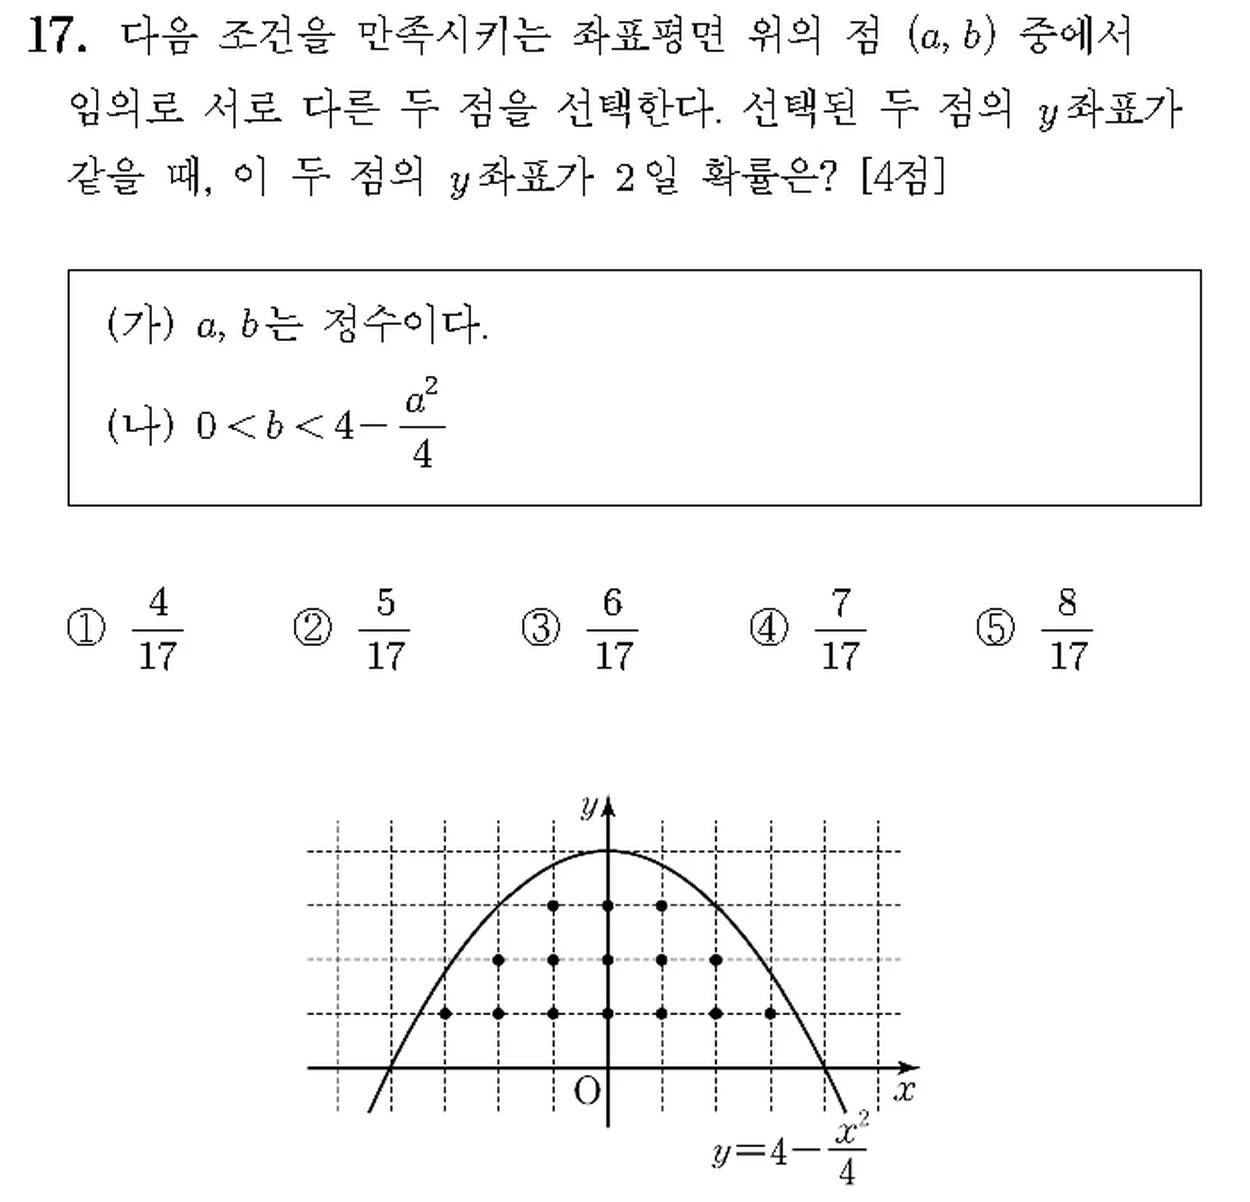 17. 다음 조건을 만족시키는 좌표평면 위의 점 (a, b) 중에서
임의로 서로 다른 두 점을 선택한다. 선택된 두 점의 y좌표가
같을 때, 이 두 점의 y좌표가 2일 확률은? [4점]
(가) a, b는 정수이다.
(나) 0 < b < 4 − a²/4
① 4/17 ② 5/17 ③ 6/17 ④ 7/17 ⑤ 8/17
y
O
x
y=4−x²/4